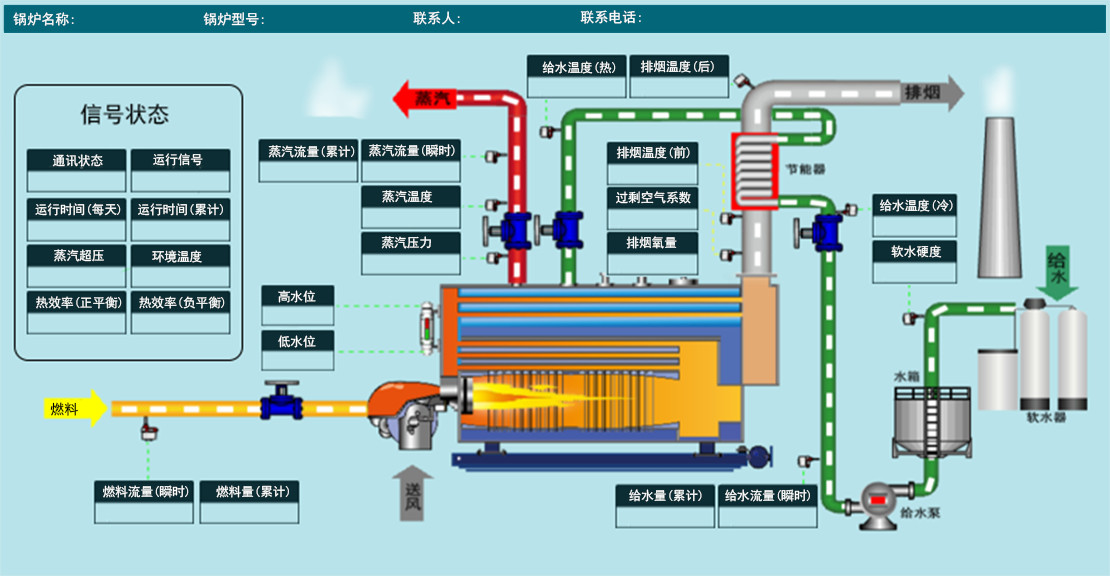 锅炉名称:
锅炉型号:
联系人:
联系电话:
给水温度(热)
排烟温度(后)
蒸汽
排烟
信号状态
通讯状态
运行信号
运行时间(每天)
运行时间(累计)
蒸汽超压
环境温度
热效率(正平衡)
热效率(负平衡)
蒸汽流量(累计)
蒸汽流量(瞬时)
蒸汽温度
蒸汽压力
排烟温度(前)
过剩空气系数
排烟氧量
节能器
给水温度(冷)
软水硬度
给水
高水位
低水位
水箱
软水器
燃料
燃料流量(瞬时)
燃料量(累计)
送风
给水量(累计)
给水流量(瞬时)
给水泵